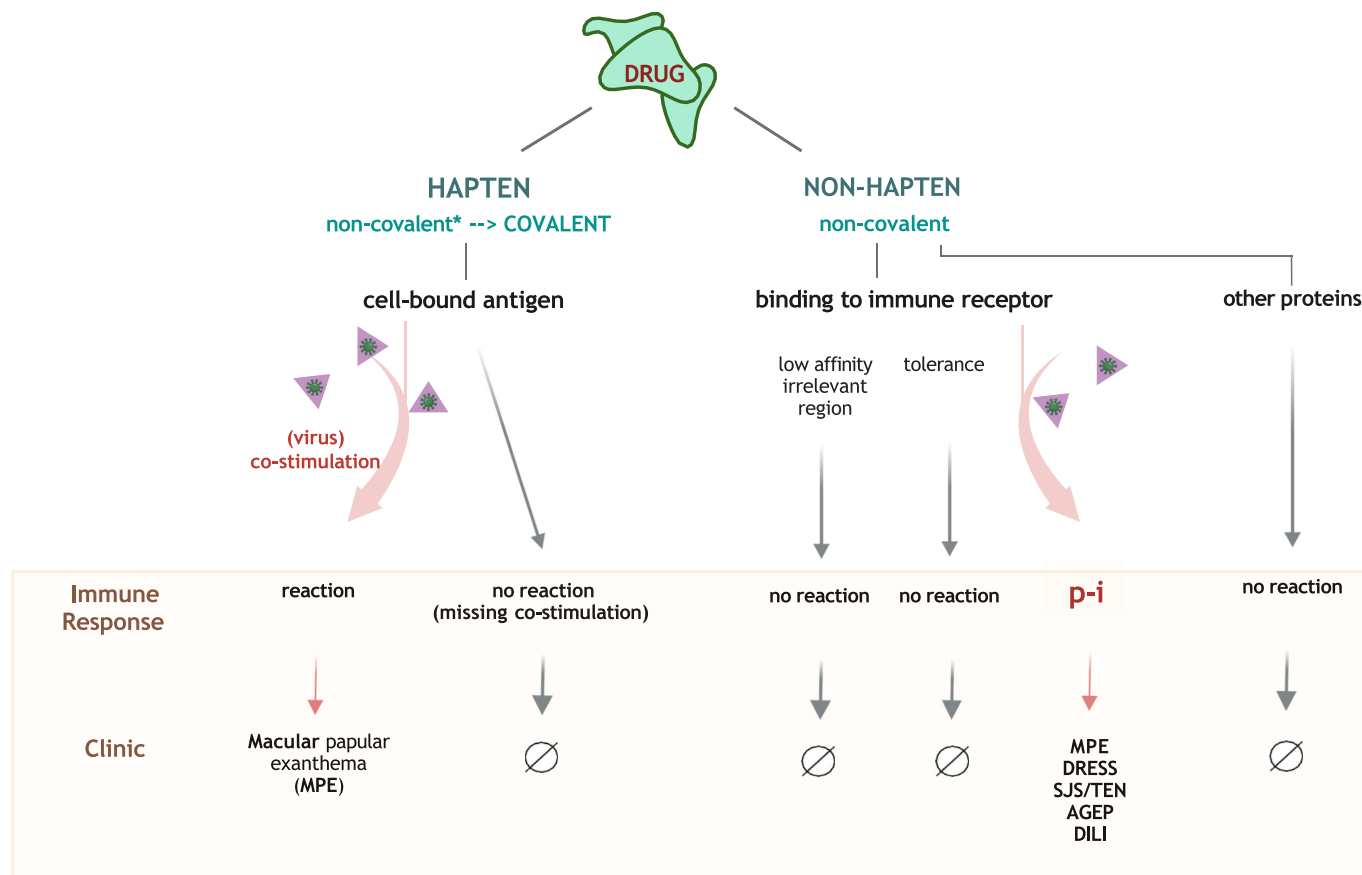 DRUG
HAPTEN
non-covalent* --> COVALENT
NON-HAPTEN
non-covalent
cell-bound antigen
binding to immune receptor
other proteins
low affinity
irrelevant
region
tolerance
(virus)
co-stimulation
Immune
Response
reaction
no reaction
(missing co-stimulation)
no reaction
no reaction
p-i
no reaction
Clinic
Macular papular
exanthema
(MPE)
∅
∅
∅
MPE
DRESS
SJS/TEN
AGEP
DILI
∅